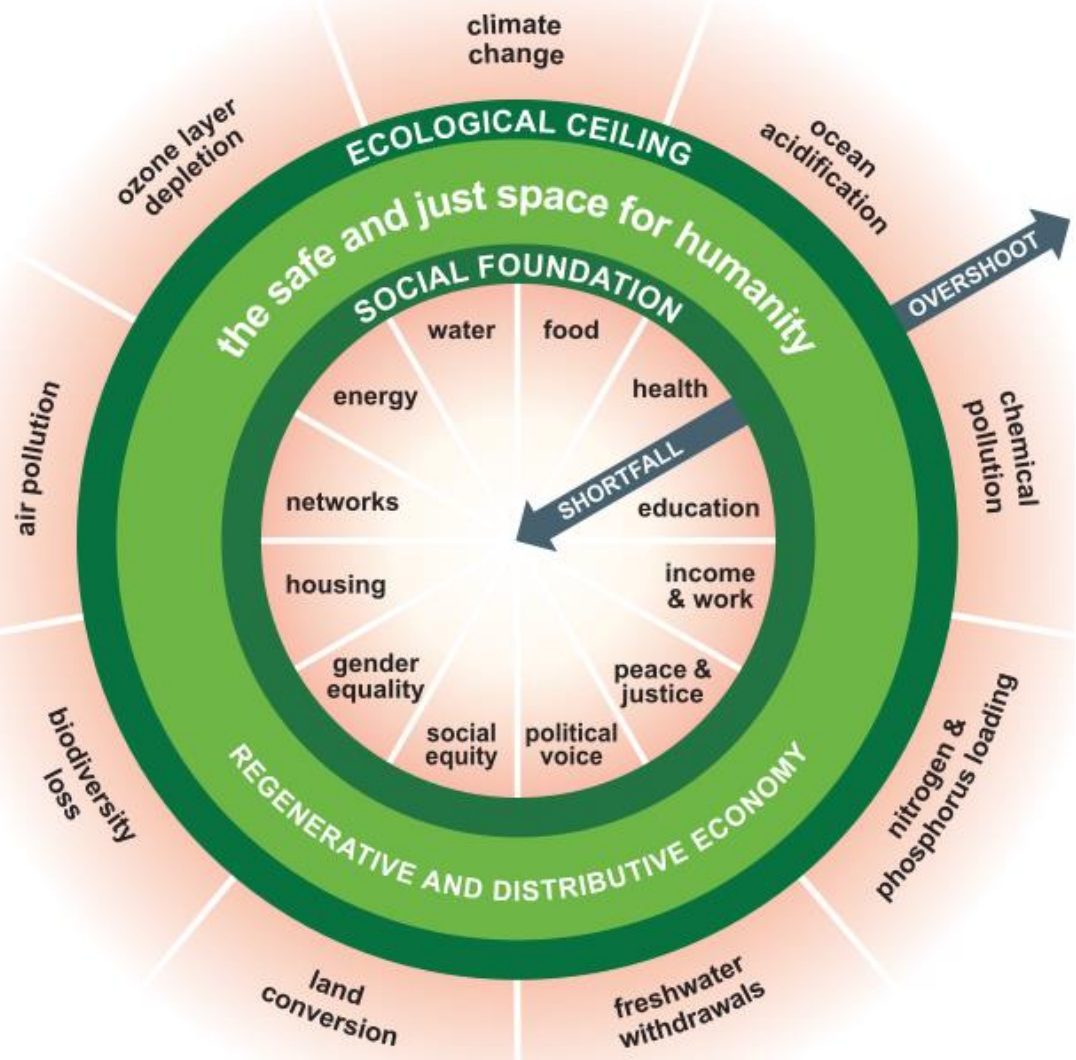 climate
change
ozone layer
depletion
ocean
acidification
ECOLOGICAL CEILING
the safe and just space for humanity
SOCIAL FOUNDATION
OVERSHOOT
water
food
energy
health
SHORTFALL
air pollution
chemical
pollution
networks
education
housing
income
& work
gender
equality
peace &
justice
social
equity
political
voice
biodiversity
loss
nitrogen &
phosphorus loading
REGENERATIVE AND DISTRIBUTIVE ECONOMY
land
conversion
freshwater
withdrawals